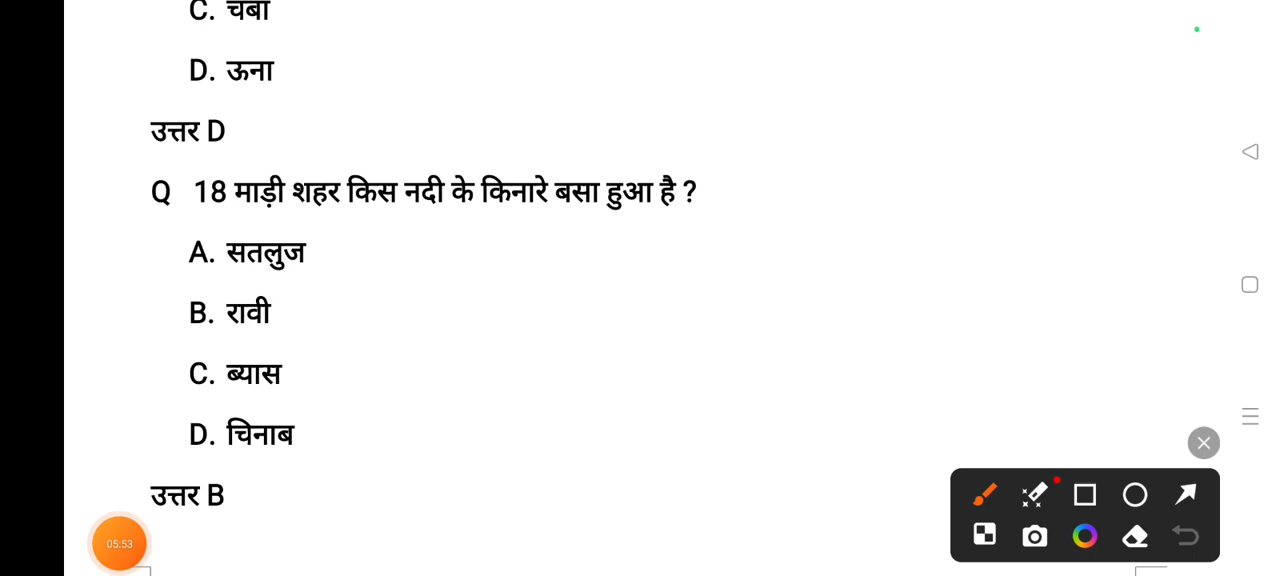 C. चंबा
D. ऊना
उत्तर D
Q 18 माड़ी शहर किस नदी के किनारे बसा हुआ है ?
A. सतलुज
B. रावी
C. ब्यास
D. चिनाब
उत्तर B
05:53